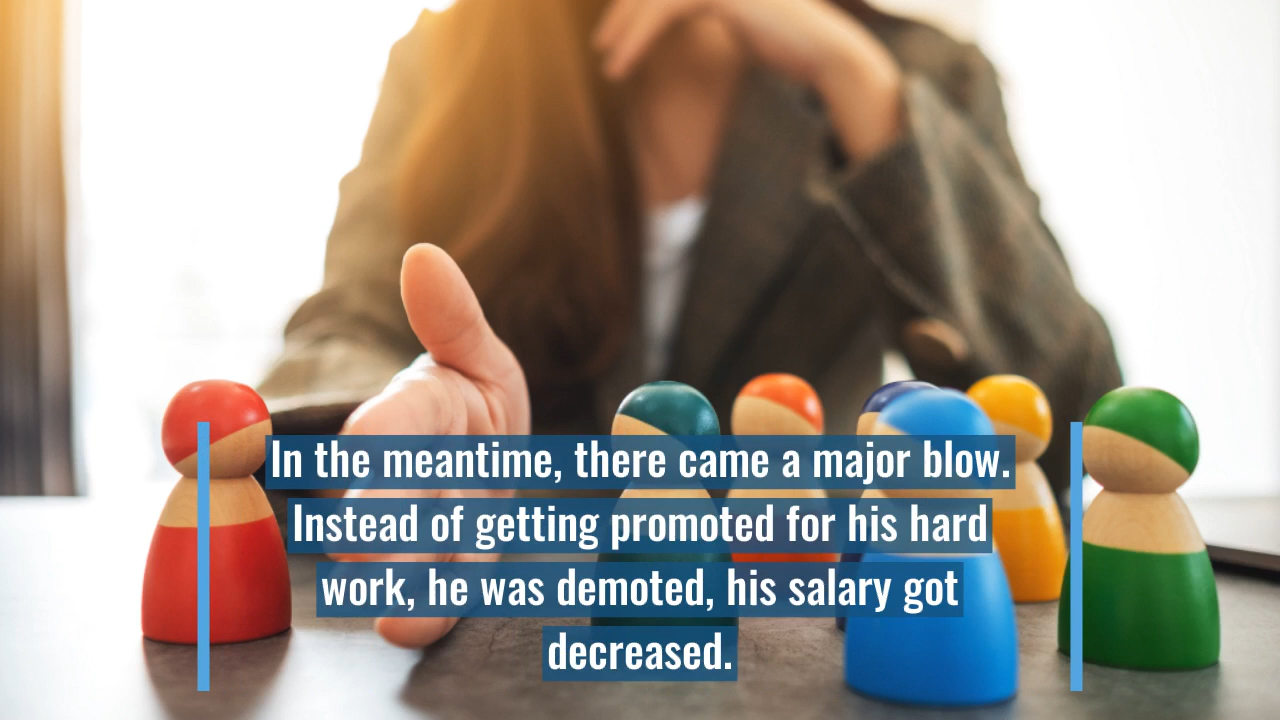 In the meantime, there came a major blow.
Instead of getting promoted for his hard
work, he was demoted, his salary got
decreased.